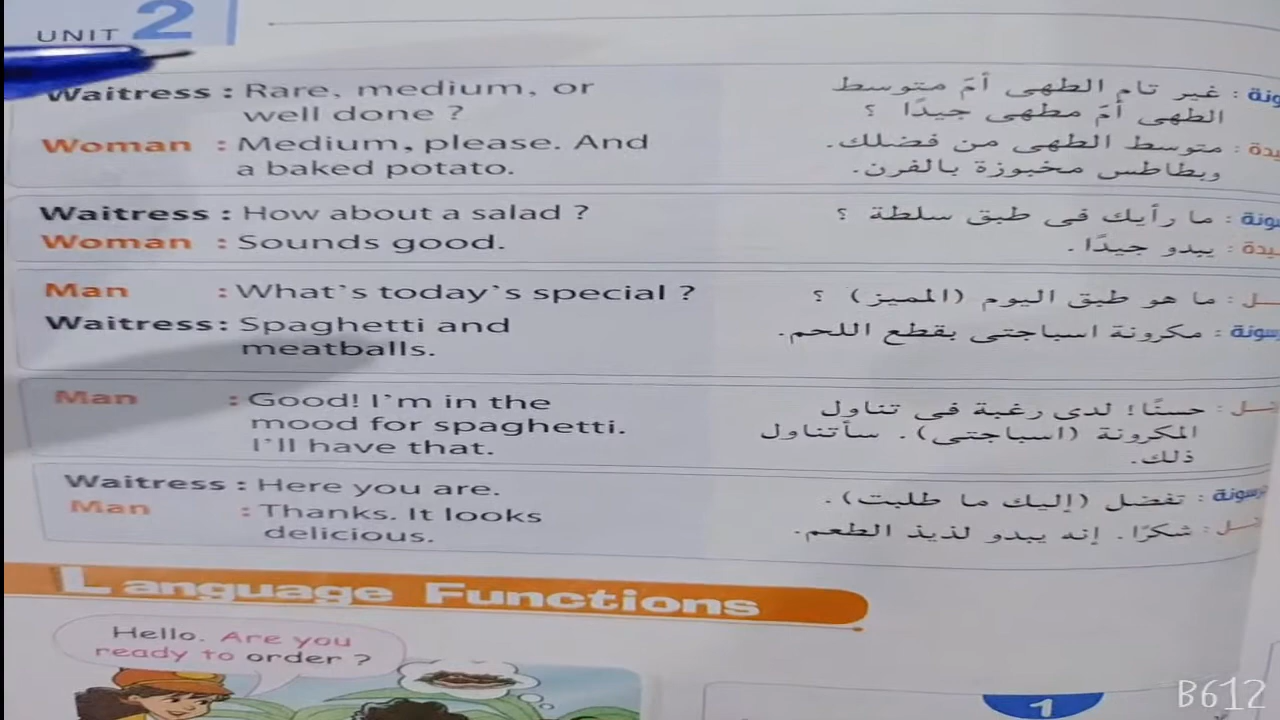 UNIT 2
Waitress : Rare, medium, or
well done ?
غير تام الطهى أمَ متوسط
الطهى أمَ مطهى جيدًا ؟
Woman : Medium, please. And
a baked potato.
متوسط الطهى من فضلك.
وبطاطس مخبوزة بالفرن.
Waitress : How about a salad ?
ما رأيك فى طبق سلطة ؟
Woman : Sounds good.
يبدو جيدًا.
Man : What's today's special ?
ما هو طبق اليوم (المميز) ؟
Waitress : Spaghetti and
meatballs.
مكرونة اسباجتى بقطع اللحم.
Man : Good! I'm in the
mood for spaghetti.
I'll have that.
حسنًا! لدى رغبة فى تناول
المكرونة (اسباجتى). سأتناول
ذلك.
Waitress : Here you are.
تفضل (إليك ما طلبت).
Man : Thanks. It looks
delicious.
شكرًا. إنه يبدو لذيذ الطعم.
Language Functions
Hello. Are you
ready to order ?
1
B612